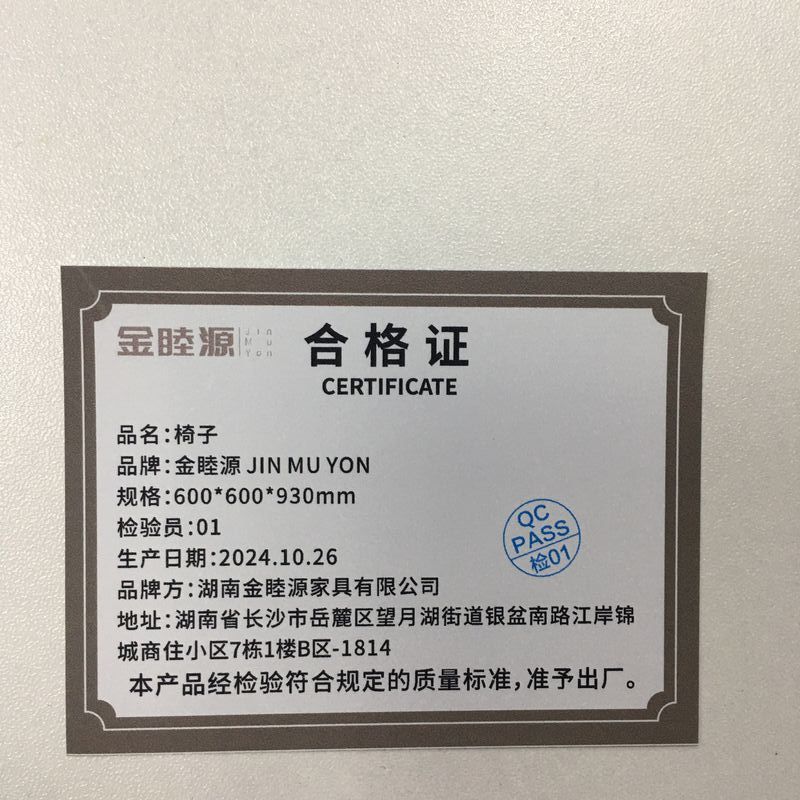 金睦源 Jin Mu Yon
合格证
CERTIFICATE
品名:椅子
品牌:金睦源 JIN MU YON
规格:600*600*930mm
检验员:01
生产日期:2024.10.26
品牌方:湖南金睦源家具有限公司
地址:湖南省长沙市岳麓区望月湖街道银盆南路江岸锦
城商住小区7栋1楼B区-1814
本产品经检验符合规定的质量标准,准予出厂。
QC
PASS
检01